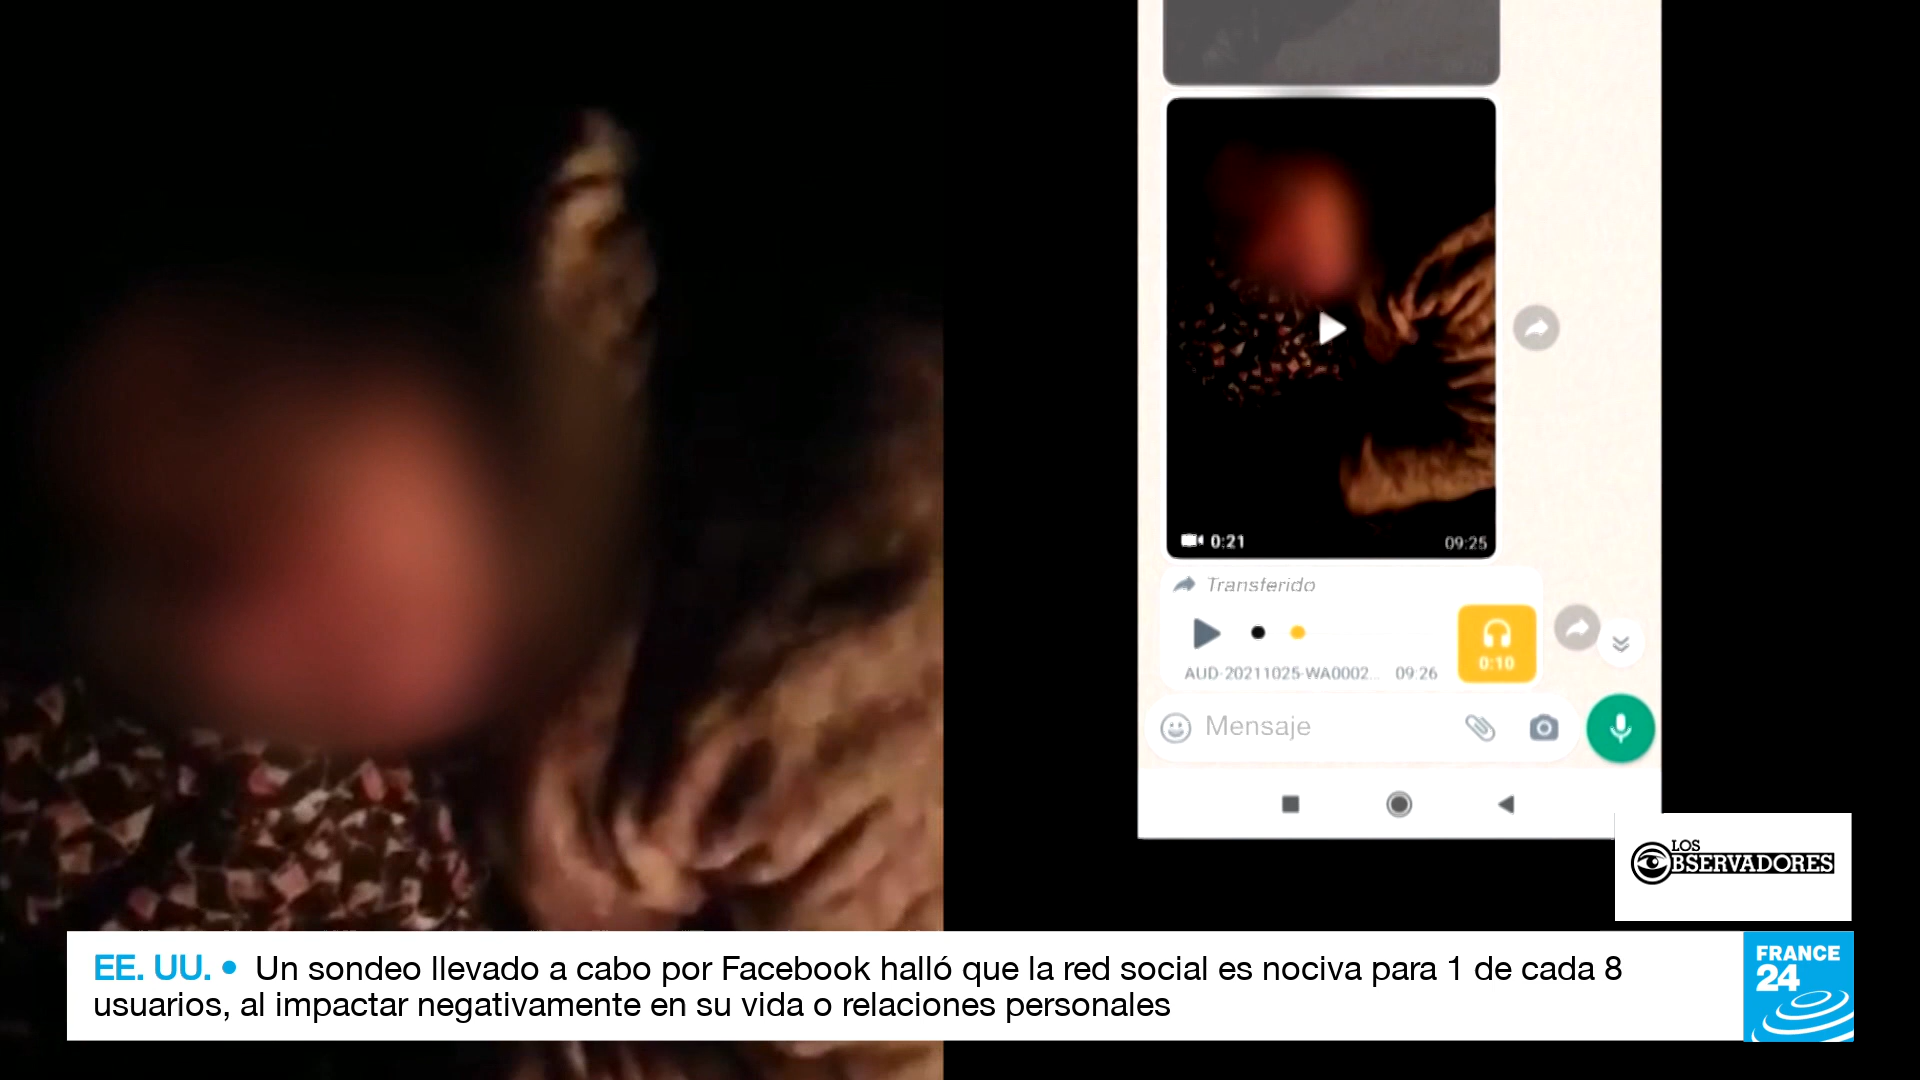 0:21
09:25
Transferido
0:10
AUD-20211025-WA0002...
09:26
Mensaje
LOS
OBSERVADORES
EE. UU. • Un sondeo llevado a cabo por Facebook halló que la red social es nociva para 1 de cada 8
usuarios, al impactar negativamente en su vida o relaciones personales
FRANCE
24